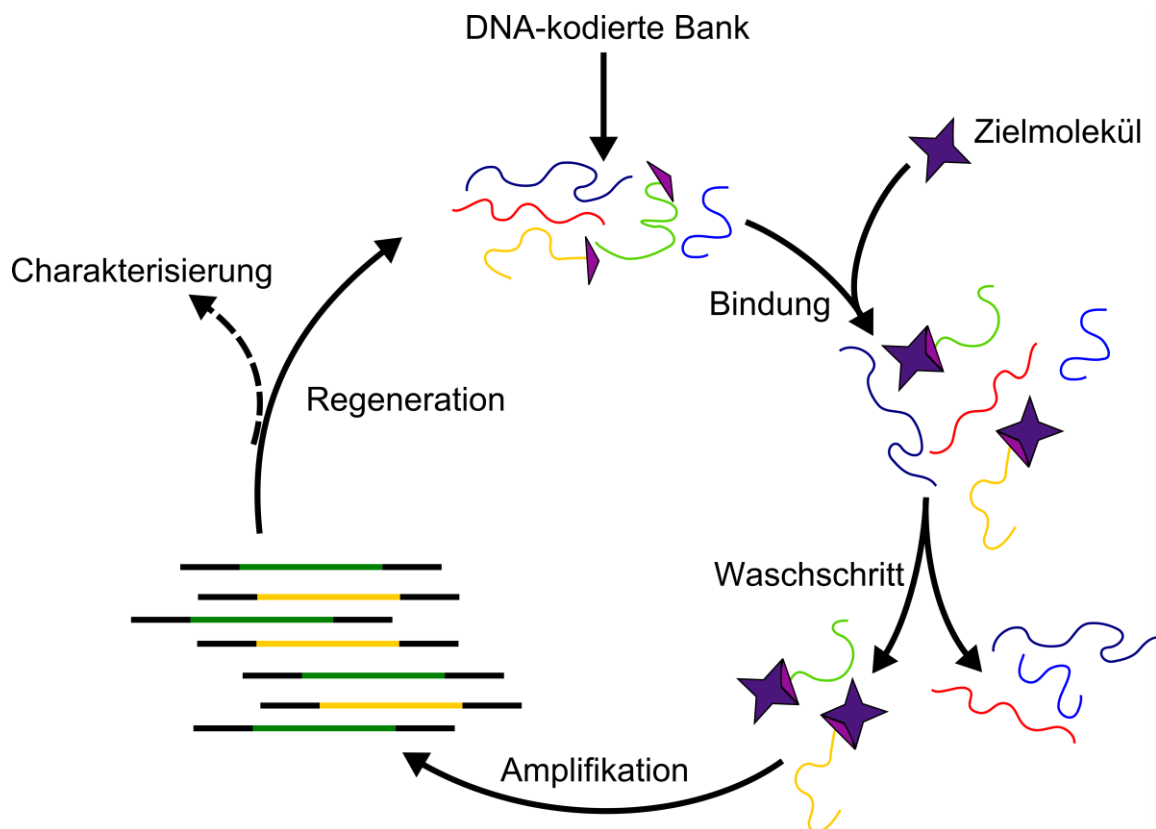 DNA-kodierte Bank
Zielmolekül
Bindung
Charakterisierung
Regeneration
Waschschritt
Amplifikation